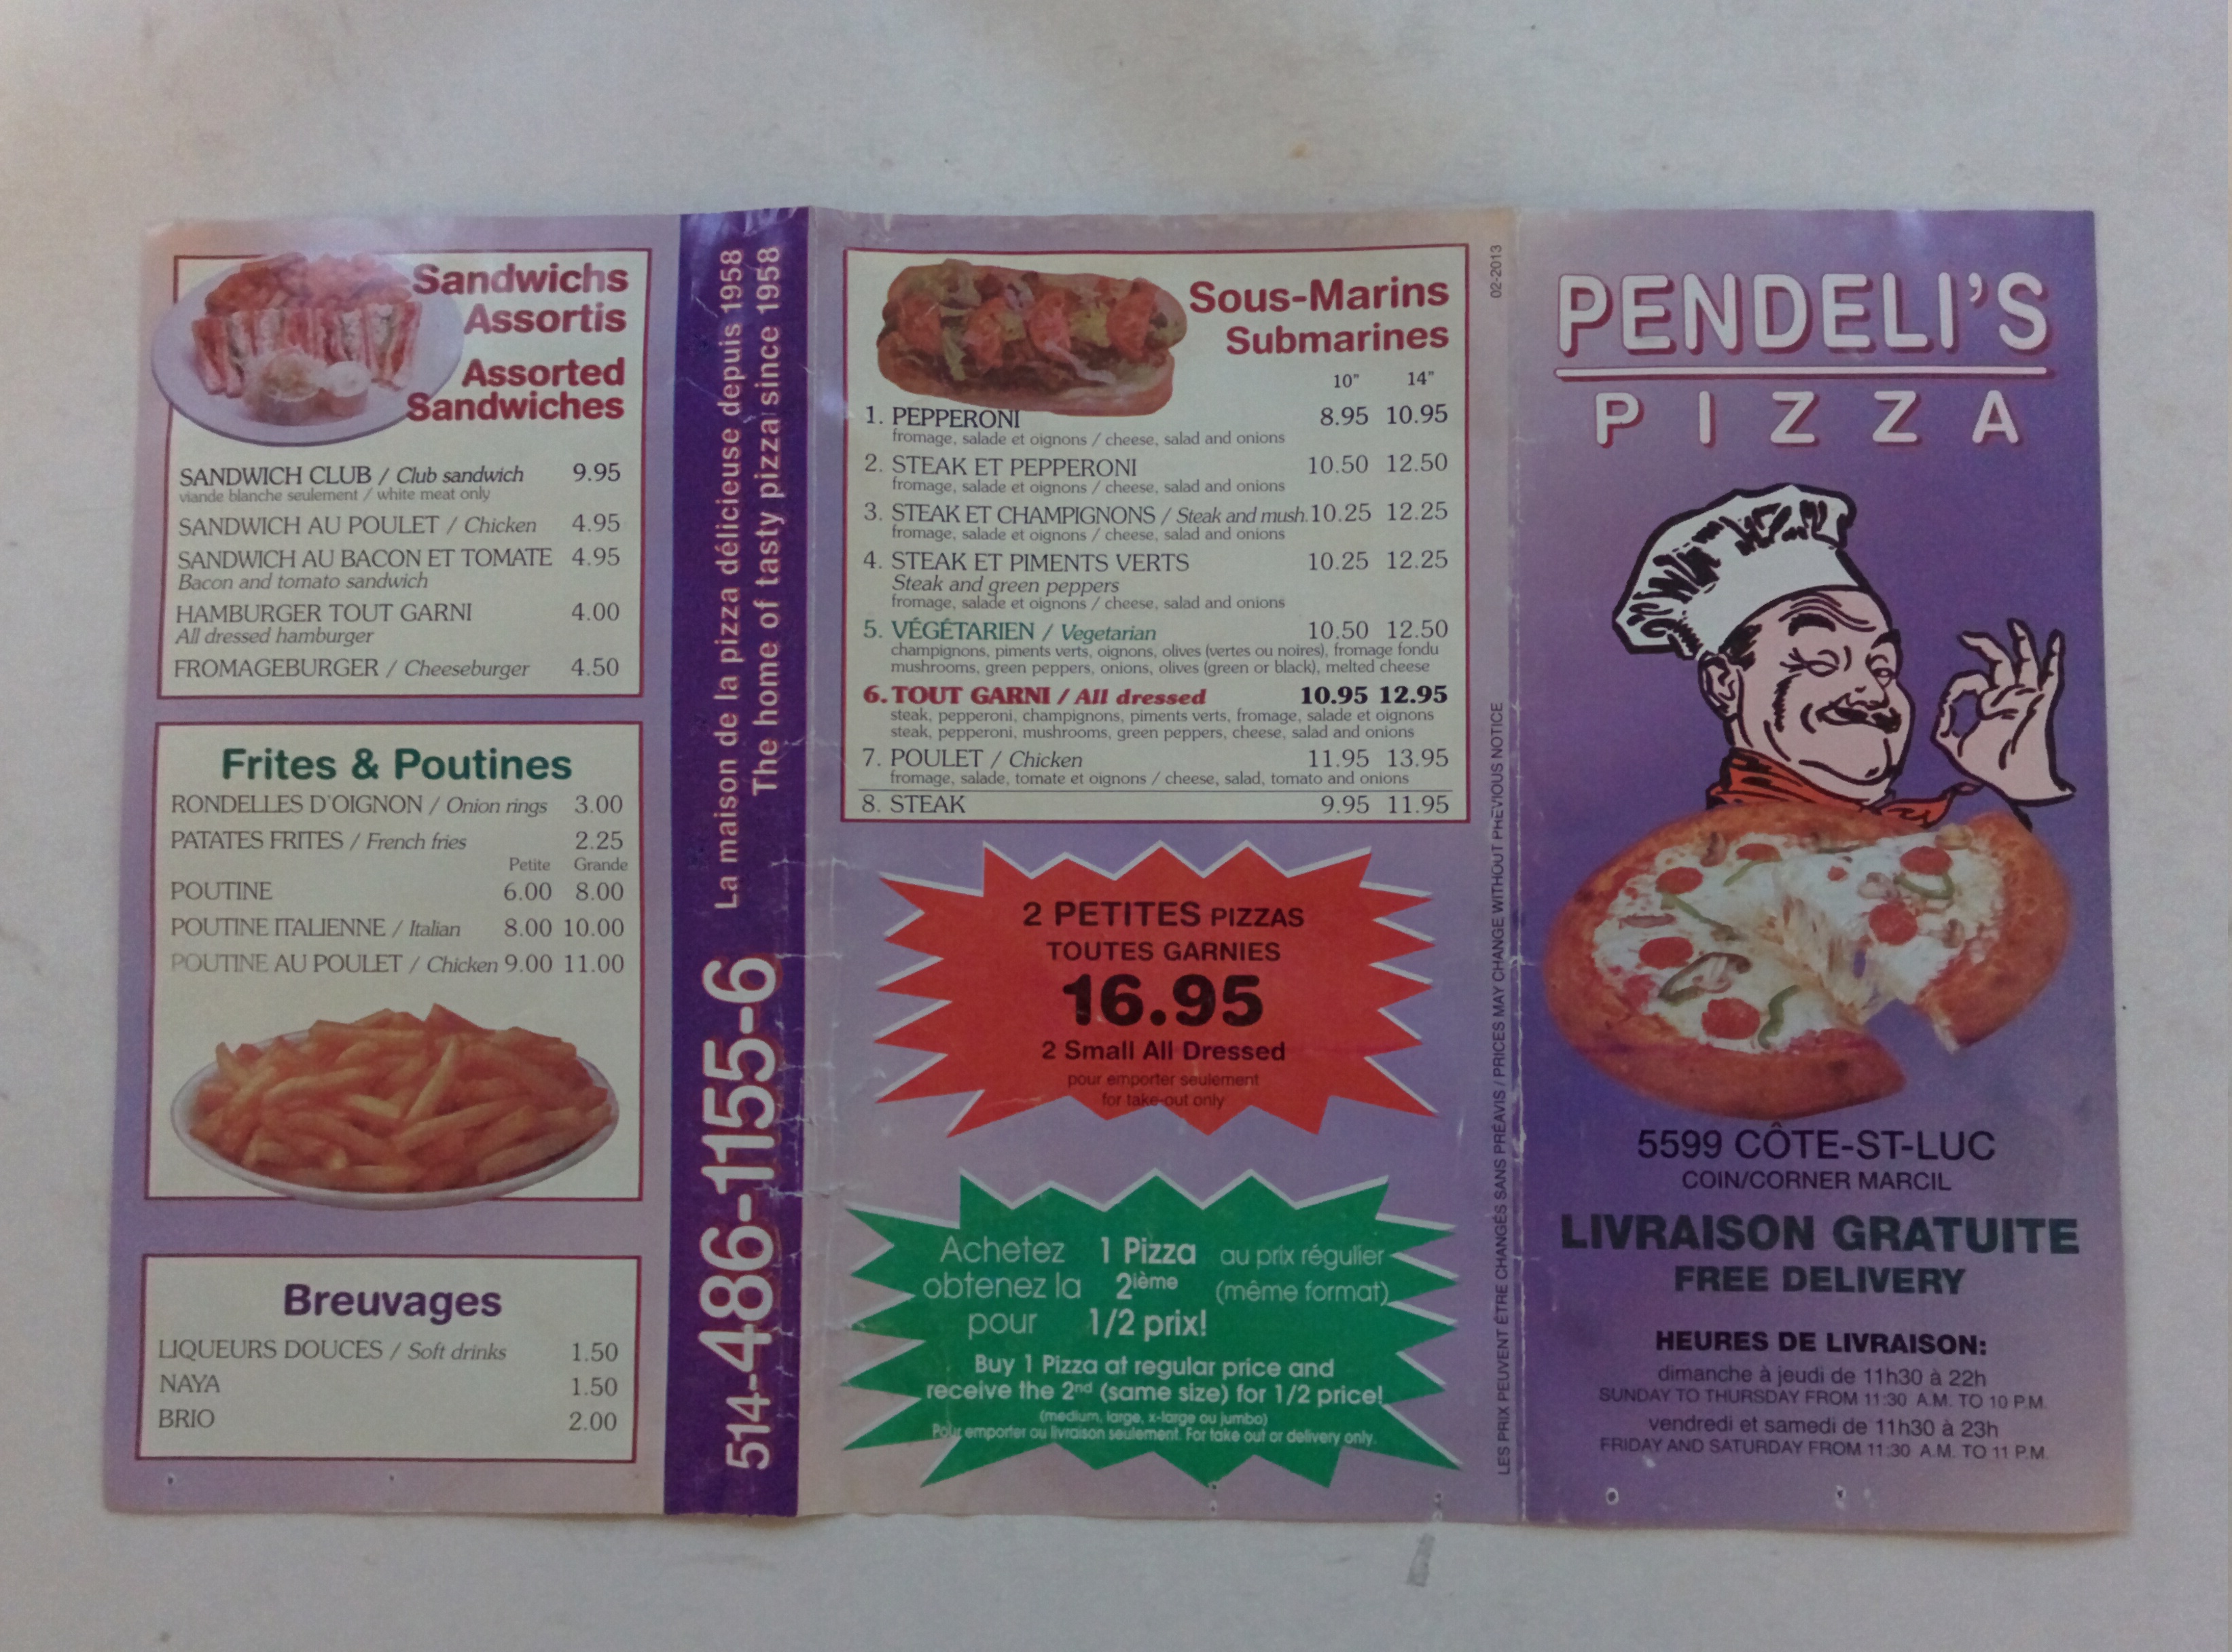 Sandwichs
Assortis
Assorted
Sandwiches
SANDWICH CLUB / Club sandwich 9.95
viande blanche seulement / white meat only
SANDWICH AU POULET / Chicken 4.95
SANDWICH AU BACON ET TOMATE 4.95
Bacon and tomato sandwich
HAMBURGER TOUT GARNI 4.00
All dressed hamburger
FROMAGEBURGER / Cheeseburger 4.50
Frites & Poutines
RONDELLES D'OIGNON / Onion rings 3.00
PATATES FRITES / French fries 2.25
Petite Grande
POUTINE 6.00 8.00
POUTINE ITALIENNE / Italian 8.00 10.00
POUTINE AU POULET / Chicken 9.00 11.00
Breuvages
LIQUEURS DOUCES / Soft drinks 1.50
NAYA 1.50
BRIO 2.00
La maison de la pizza délicieuse depuis 1958
The home of tasty pizza since 1958
514-486-1155-6
Sous-Marins
Submarines
10" 14"
1. PEPPERONI 8.95 10.95
fromage, salade et oignons / cheese, salad and onions
2. STEAK ET PEPPERONI 10.50 12.50
fromage, salade et oignons / cheese, salad and onions
3. STEAK ET CHAMPIGNONS / Steak and mush. 10.25 12.25
fromage, salade et oignons / cheese, salad and onions
4. STEAK ET PIMENTS VERTS 10.25 12.25
Steak and green peppers
fromage, salade et oignons / cheese, salad and onions
5. VÉGÉTARIEN / Vegetarian 10.50 12.50
champignons, piments verts, oignons, olives (vertes ou noires), fromage fondu
mushrooms, green peppers, onions, olives (green or black), melted cheese
6. TOUT GARNI / All dressed 10.95 12.95
steak, pepperoni, champignons, piments verts, fromage, salade et oignons
steak, pepperoni, mushrooms, green peppers, cheese, salad and onions
7. POULET / Chicken 11.95 13.95
fromage, salade, tomate et oignons / cheese, salad, tomato and onions
8. STEAK 9.95 11.95
2 PETITES PIZZAS
TOUTES GARNIES
16.95
2 Small All Dressed
pour emporter seulement
for take-out only
Achetez 1 Pizza au prix régulier
obtenez la 2ième (même format)
pour 1/2 prix!
Buy 1 Pizza at regular price and
receive the 2nd (same size) for 1/2 price!
(medium, large, x-large ou jumbo)
Pour emporter ou livraison seulement. For take out or delivery only.
02-2013
LES PRIX PEUVENT ÊTRE CHANGÉS SANS PRÉAVIS / PRICES MAY CHANGE WITHOUT PREVIOUS NOTICE
PENDELI'S
PIZZA
5599 CÔTE-ST-LUC
COIN/CORNER MARCIL
LIVRAISON GRATUITE
FREE DELIVERY
HEURES DE LIVRAISON:
dimanche à jeudi de 11h30 à 22h
SUNDAY TO THURSDAY FROM 11:30 A.M. TO 10 P.M.
vendredi et samedi de 11h30 à 23h
FRIDAY AND SATURDAY FROM 11:30 A.M. TO 11 P.M.